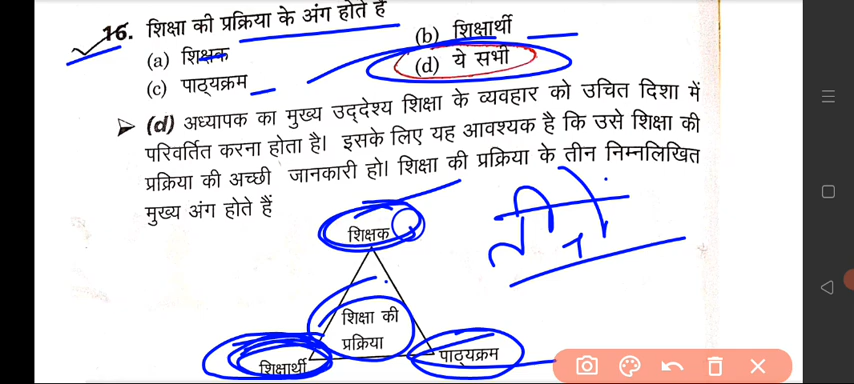 16. शिक्षा की प्रक्रिया के अंग होते हैं
(a) शिक्षक
(b) शिक्षार्थी
(c) पाठ्यक्रम
(d) ये सभी
(d) अध्यापक का मुख्य उद्देश्य शिक्षा के व्यवहार को उचित दिशा में
परिवर्तित करना होता है। इसके लिए यह आवश्यक है कि उसे शिक्षा की
प्रक्रिया की अच्छी जानकारी हो। शिक्षा की प्रक्रिया के तीन निम्नलिखित
मुख्य अंग होते हैं
तीनों
शिक्षक
शिक्षा की
प्रक्रिया
शिक्षार्थी
पाठ्यक्रम